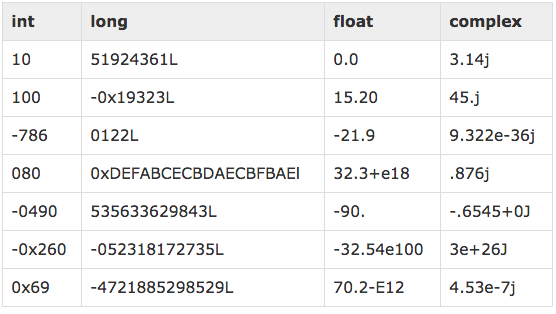 int long float complex
10 51924361L 0.0 3.14j
100 -0x19323L 15.20 45.j
-786 0122L -21.9 9.322e-36j
080 0xDEFABCECBDAECBFBAEl 32.3+e18 .876j
-0490 535633629843L -90. -.6545+0J
-0x260 -052318172735L -32.54e100 3e+26J
0x69 -4721885298529L 70.2-E12 4.53e-7j